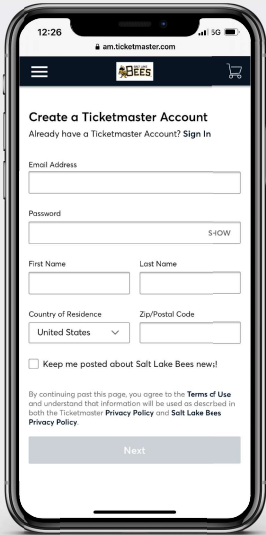 12:26
5G
am.ticketmaster.com
SALT LAKE
BEES
Create a Ticketmaster Account
Already have a Ticketmaster Account? Sign In
Email Address
Password
SHOW
First Name Last Name
Country of Residence Zip/Postal Code
United States
Keep me posted about Salt Lake Bees news!
By continuing past this page, you agree to the Terms of Use
and understand that information will be used as described in
both the Ticketmaster Privacy Policy and Salt Lake Bees
Privacy Policy.
Next